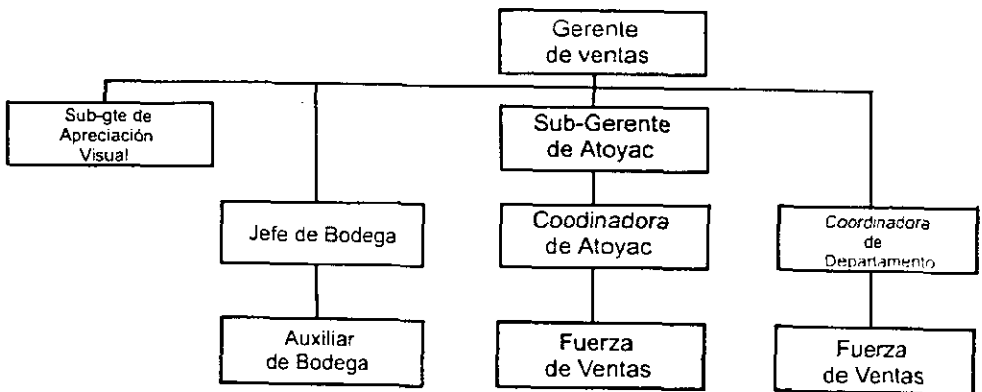 Gerente
de ventas
Sub-gte de
Apreciación
Visual
Sub-Gerente
de Atoyac
Jefe de Bodega
Coodinadora
de Atoyac
Coordinadora
de
Departamento
Auxiliar
de Bodega
Fuerza
de Ventas
Fuerza
de Ventas